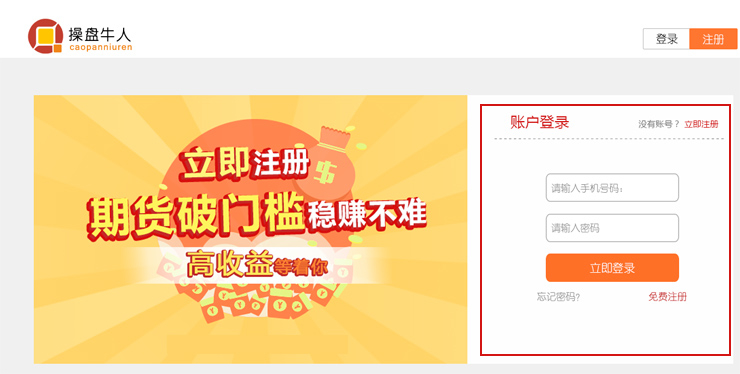 操盘牛人
caopanniuren
登录
注册
立即注册
期货破门槛稳赚不难
高收益等着你
账户登录
没有账号？ 立即注册
请输入手机号码：
请输入密码
立即登录
忘记密码?
免费注册